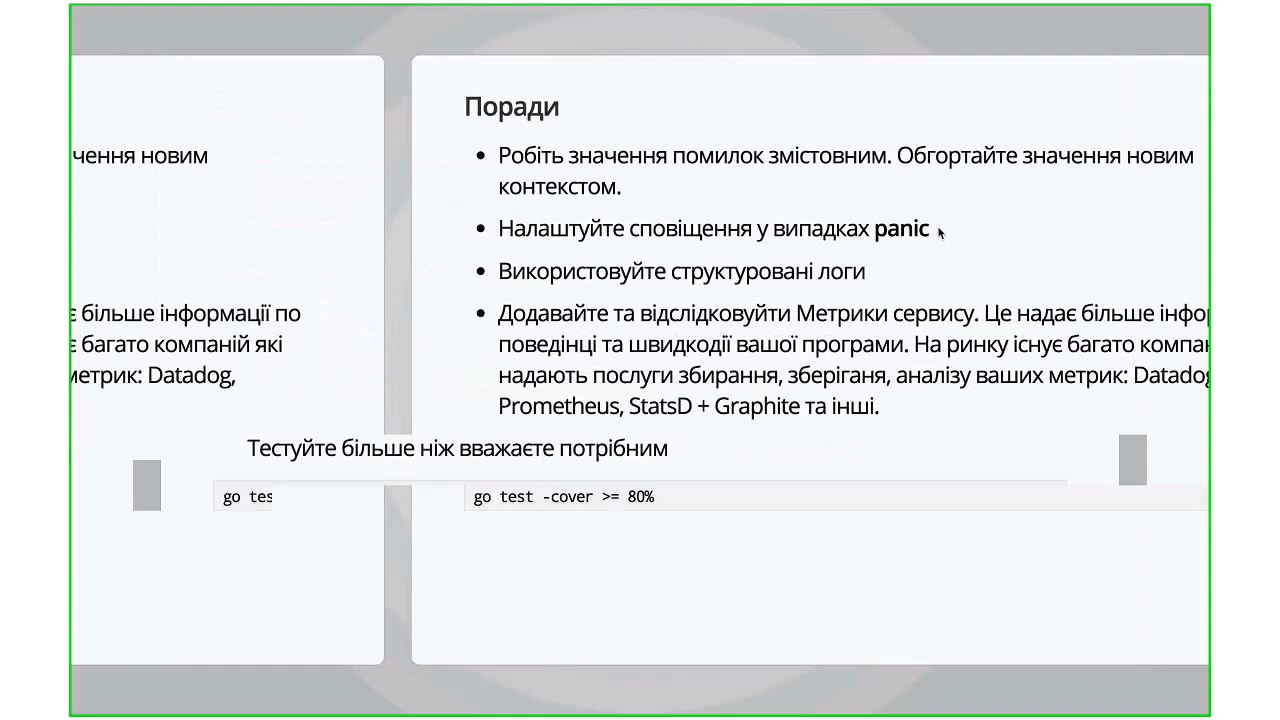 чення новим
є більше інформації по
є багато компаній які
метрик: Datadog,
go tes
Поради
Робіть значення помилок змістовним. Обгортайте значення новим
контекстом.
Налаштуйте сповіщення у випадках panic
Використовуйте структуровані логи
Додавайте та відслідковуйти Метрики сервису. Це надає більше інфор
поведінці та швидкодії вашої програми. На ринку існує багато компан
надають послуги збирання, зберіганя, аналізу ваших метрик: Datadog
Prometheus, StatsD + Graphite та інші.
Тестуйте більше ніж вважаєте потрібним
go test -cover >= 80%